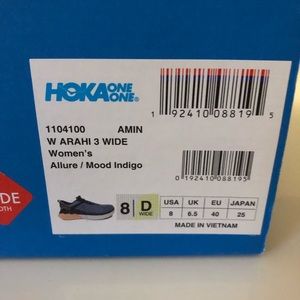 HOKA ONE ONE®
1 92410 08819 5
1104100 AMIN
W ARAHI 3 WIDE
Women's
Allure / Mood Indigo
0192410088195
8 D WIDE
USA UK EU JAPAN
8 6.5 40 25
MADE IN VIETNAM